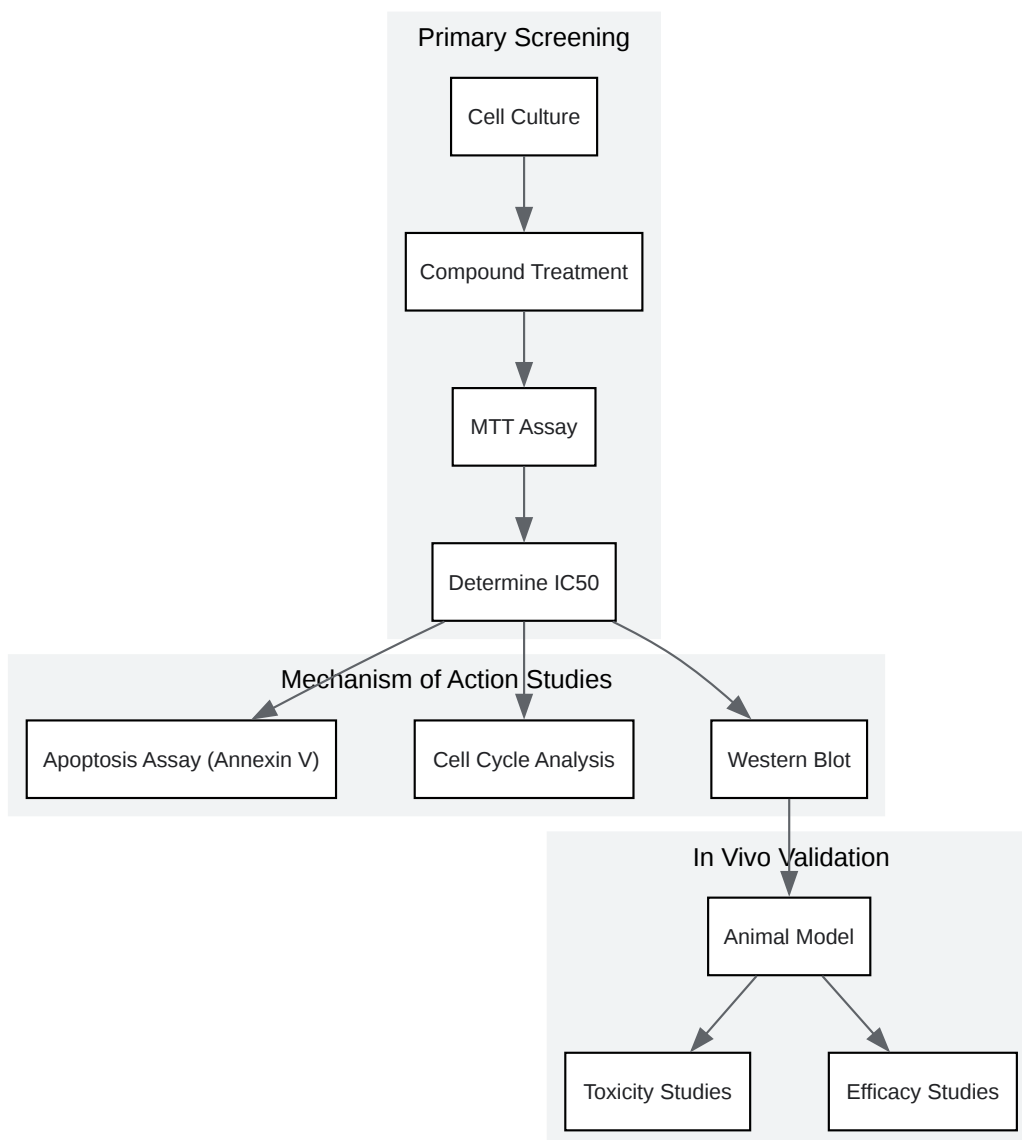 Primary Screening
Cell Culture
Compound Treatment
MTT Assay
Determine IC50
Mechanism of Action Studies
Apoptosis Assay (Annexin V)
Cell Cycle Analysis
Western Blot
In Vivo Validation
Animal Model
Toxicity Studies
Efficacy Studies